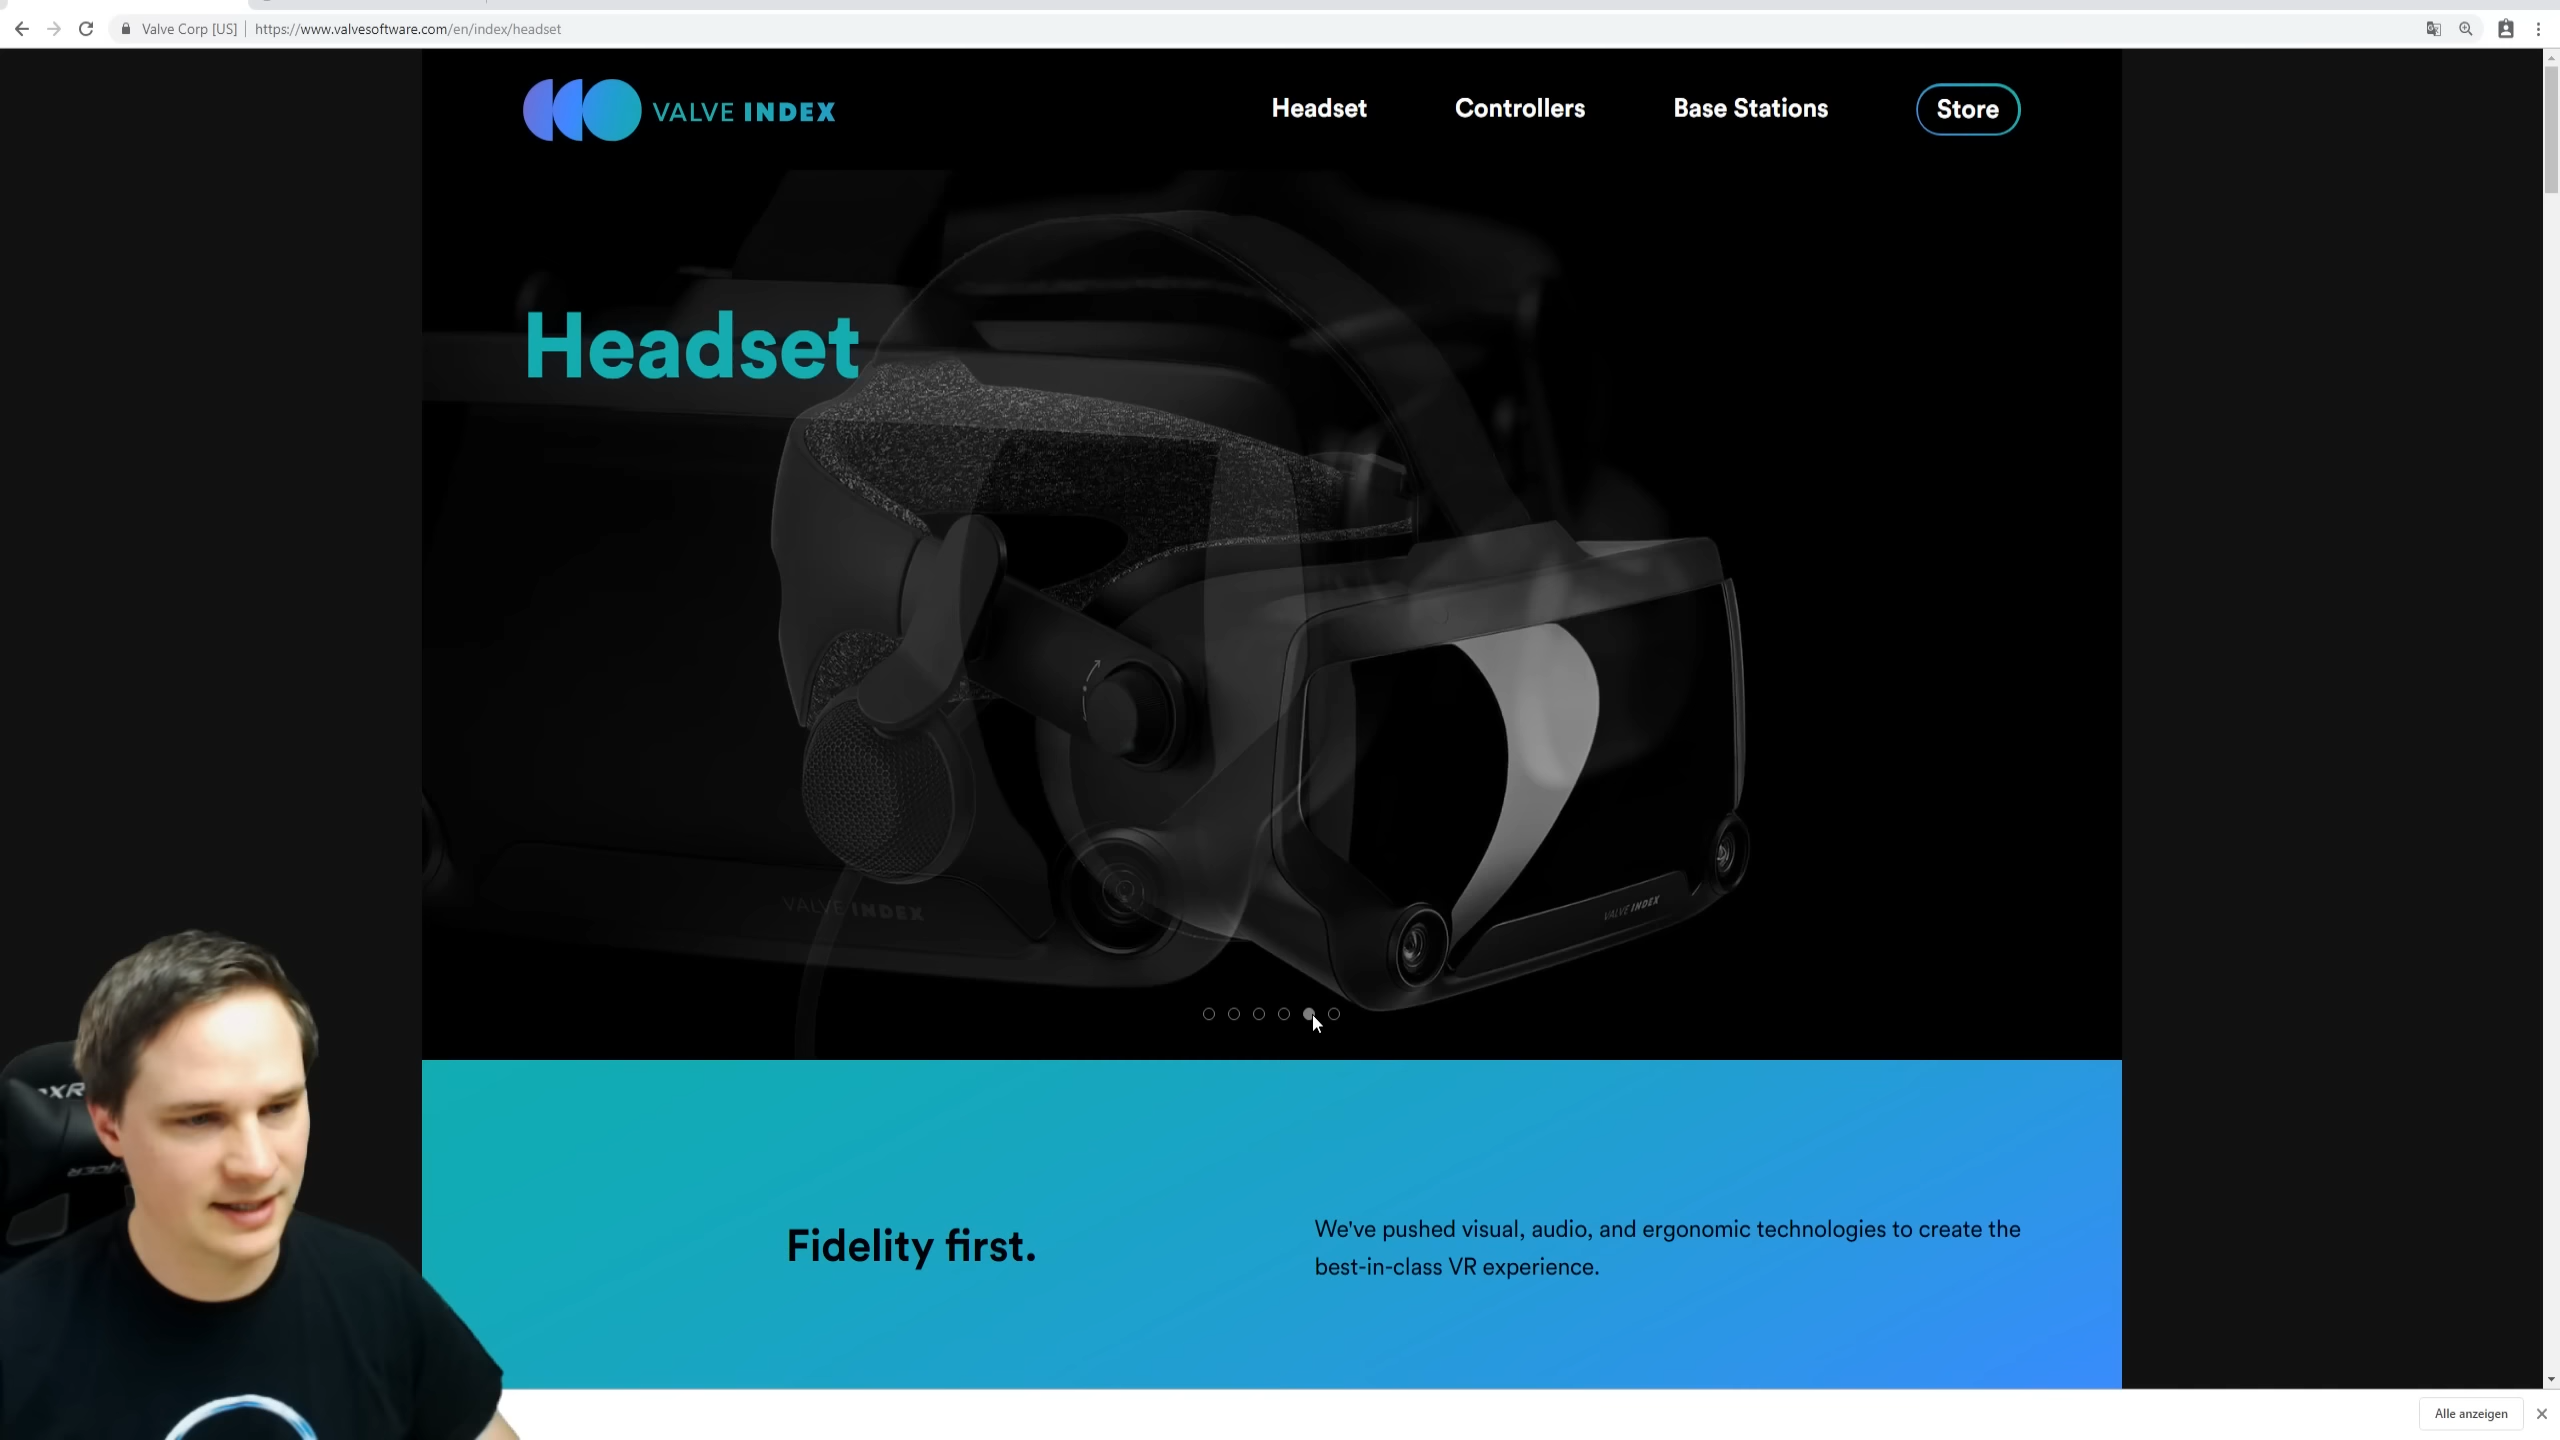 Valve Corp [US]
https://www.valvesoftware.com/en/index/headset
VALVE INDEX
Headset
Controllers
Base Stations
Store
Headset
VALVE INDEX
VALVE INDEX
Fidelity first.
We've pushed visual, audio, and ergonomic technologies to create the
best-in-class VR experience.
Alle anzeigen